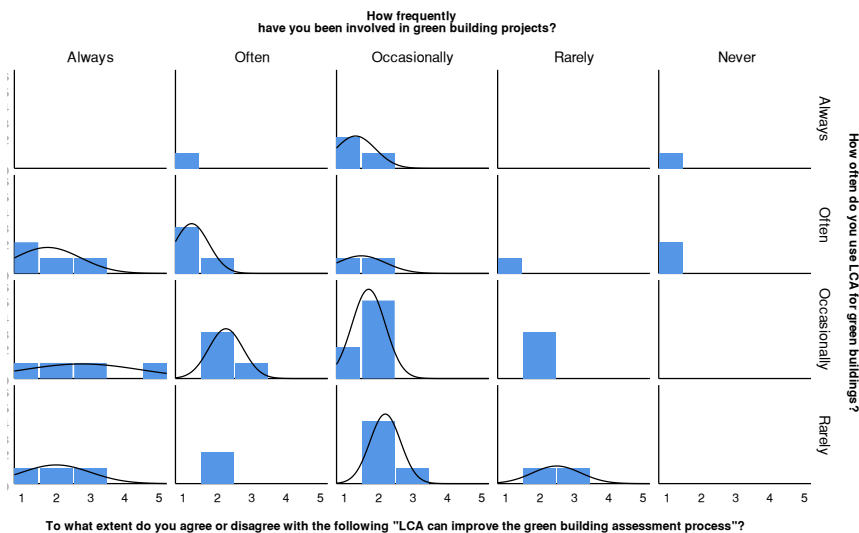 How frequently
have you been involved in green building projects?
Always Often Occasionally Rarely Never
Always
Often
Occasionally
Rarely
How often do you use LCA for green buildings?
1 2 3 4 5 1 2 3 4 5 1 2 3 4 5 1 2 3 4 5 1 2 3 4 5
To what extent do you agree or disagree with the following "LCA can improve the green building assessment process"?